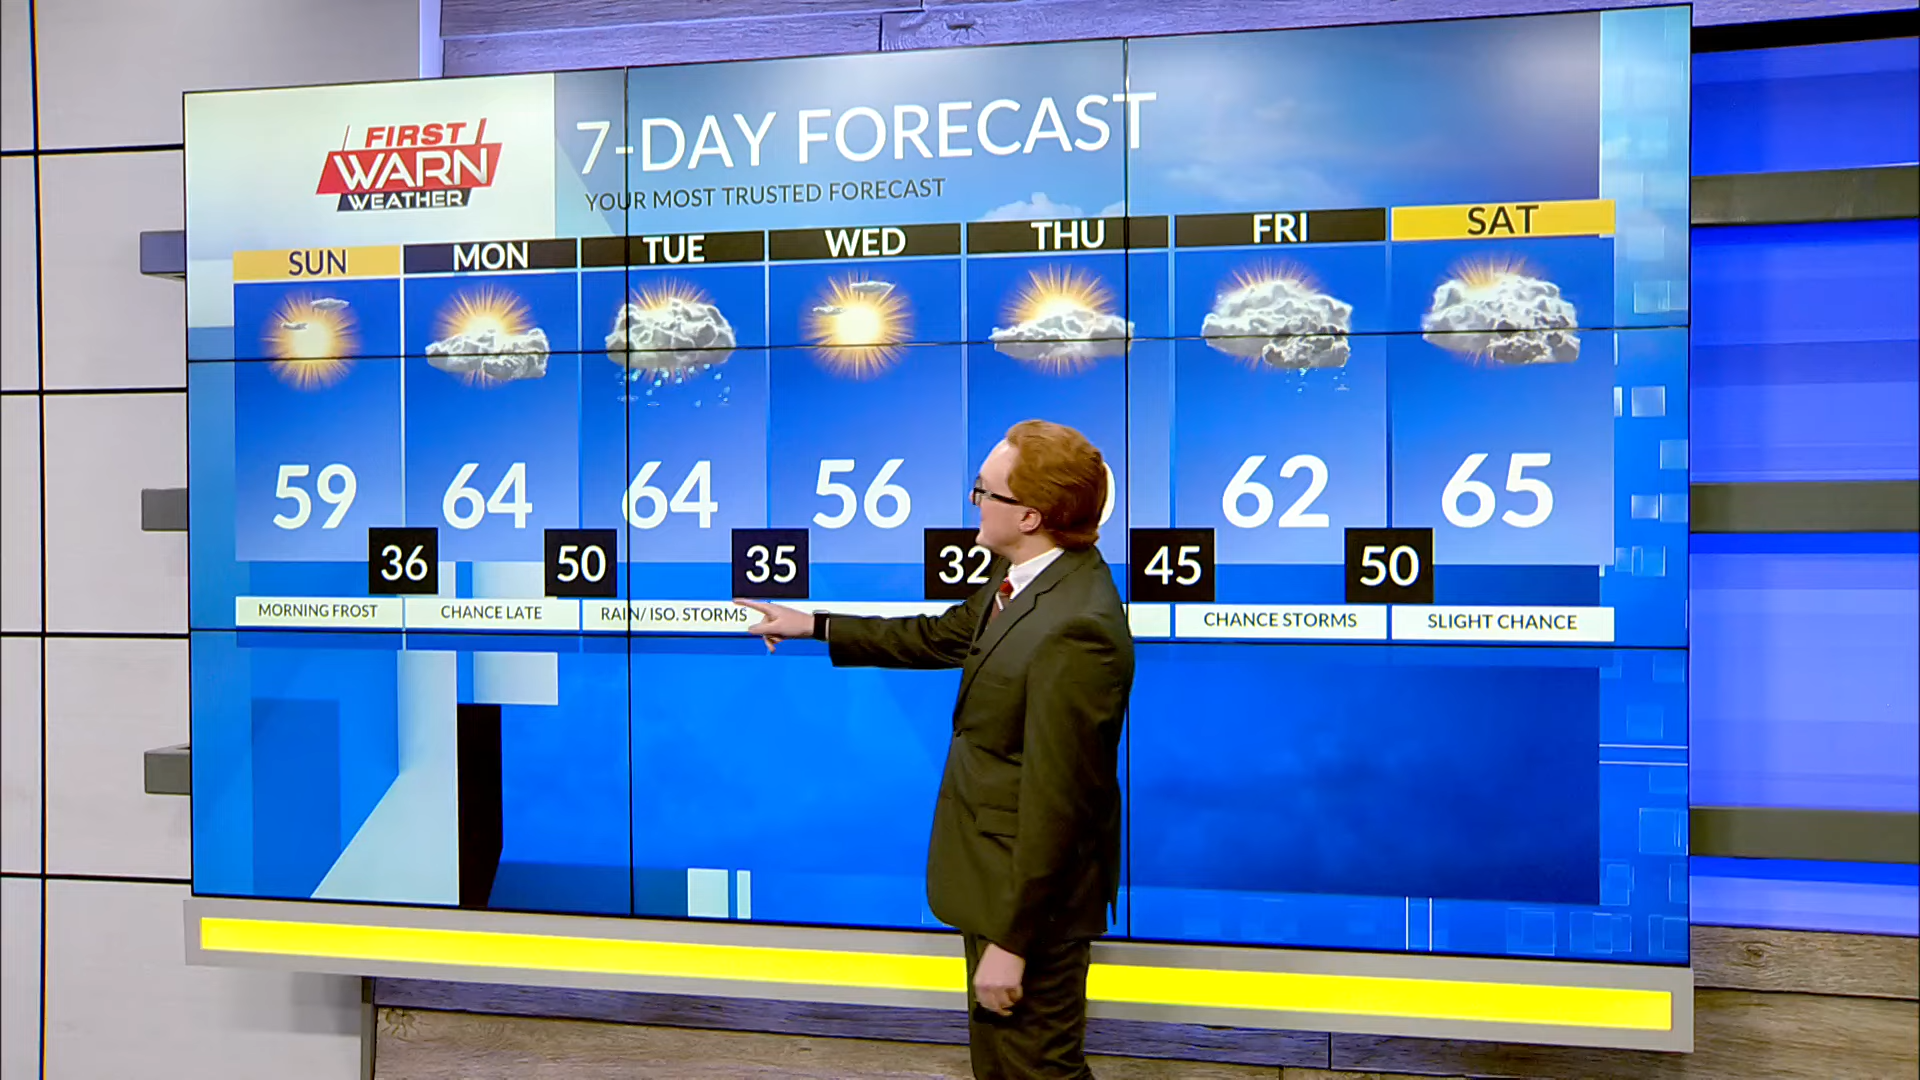 FIRST
WARN
WEATHER
7-DAY FORECAST
YOUR MOST TRUSTED FORECAST
SUN MON TUE WED THU FRI SAT
59 64 64 56 62 65
36 50 35 32 45 50
MORNING FROST CHANCE LATE RAIN/ ISO. STORMS CHANCE STORMS SLIGHT CHANCE